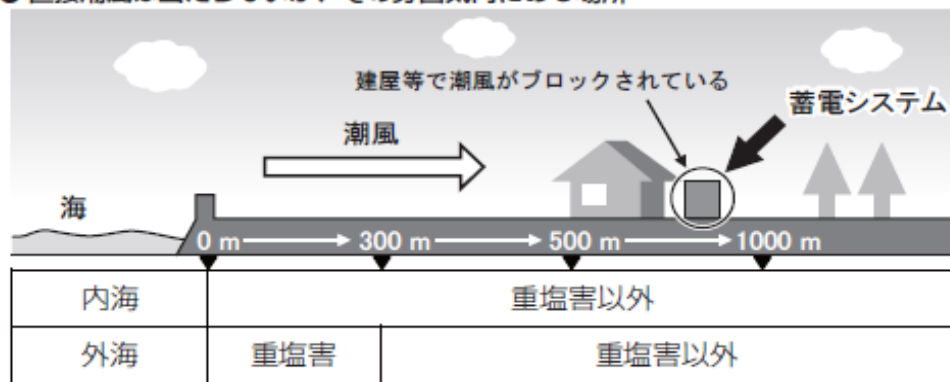 建屋等で潮風がブロックされている
蓄電システム
潮風
海
0 m 300 m 500 m 1000 m
内海 重塩害以外
外海 重塩害 重塩害以外